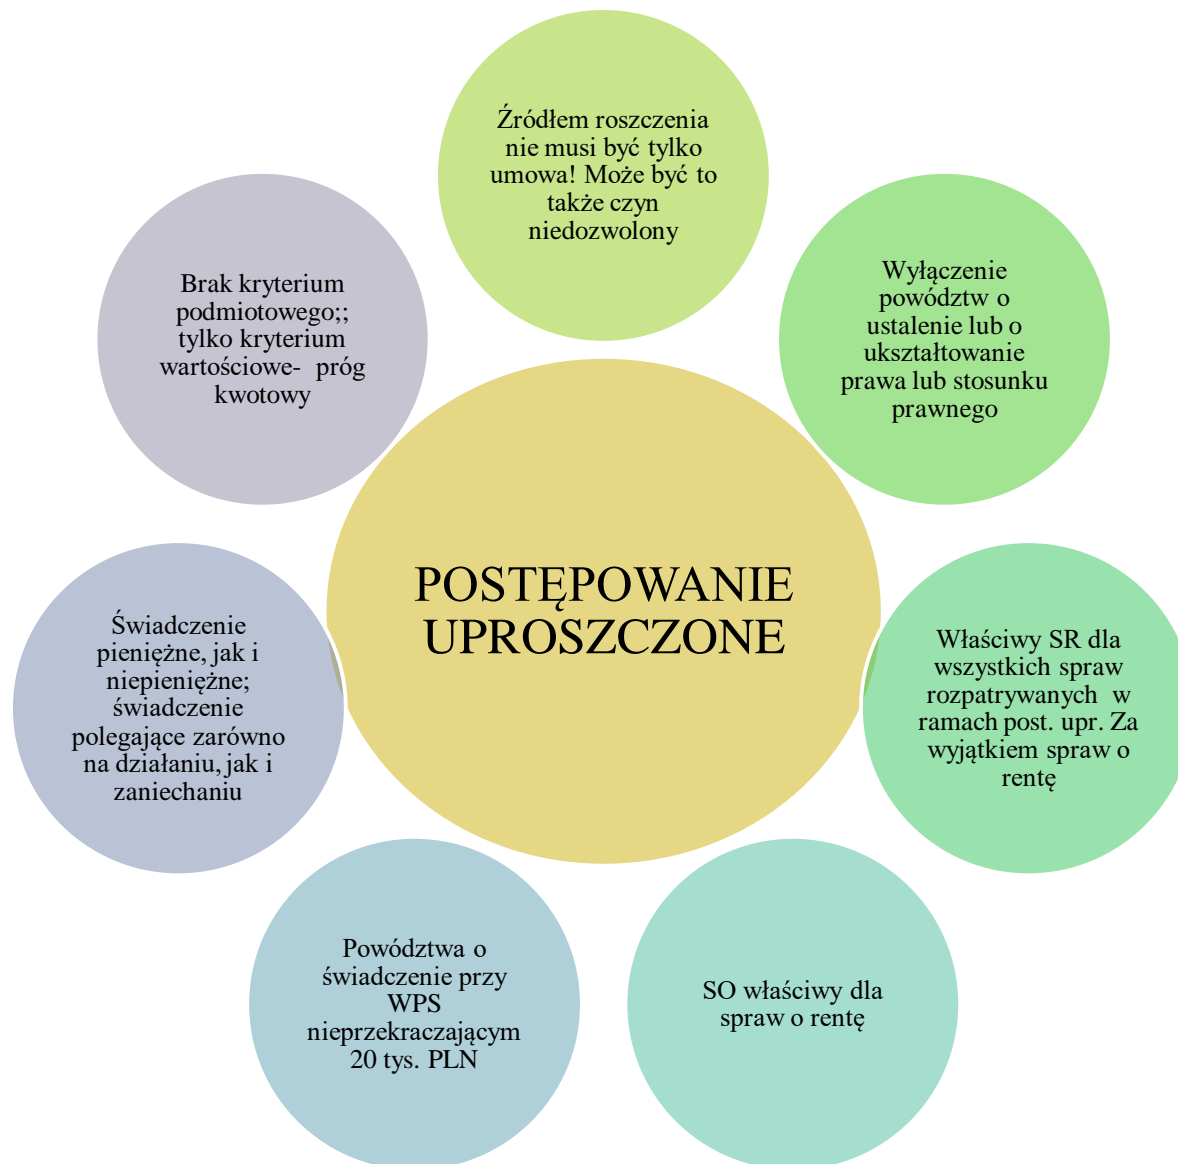 Źródłem roszczenia
nie musi być tylko
umowa! Może być to
także czyn
niedozwolony
Wyłączenie
powództw o
ustalenie lub o
ukształtowanie
prawa lub stosunku
prawnego
Właściwy SR dla
wszystkich spraw
rozpatrywanych w
ramach post. upr. Za
wyjątkiem spraw o
rentę
SO właściwy dla
spraw o rentę
Powództwa o
świadczenie przy
WPS
nieprzekraczającym
20 tys. PLN
Świadczenie
pieniężne, jak i
niepieniężne;
świadczenie
polegające zarówno
na działaniu, jak i
zaniechaniu
Brak kryterium
podmiotowego;;
tylko kryterium
wartościowe- próg
kwotowy
POSTĘPOWANIE
UPROSZCZONE